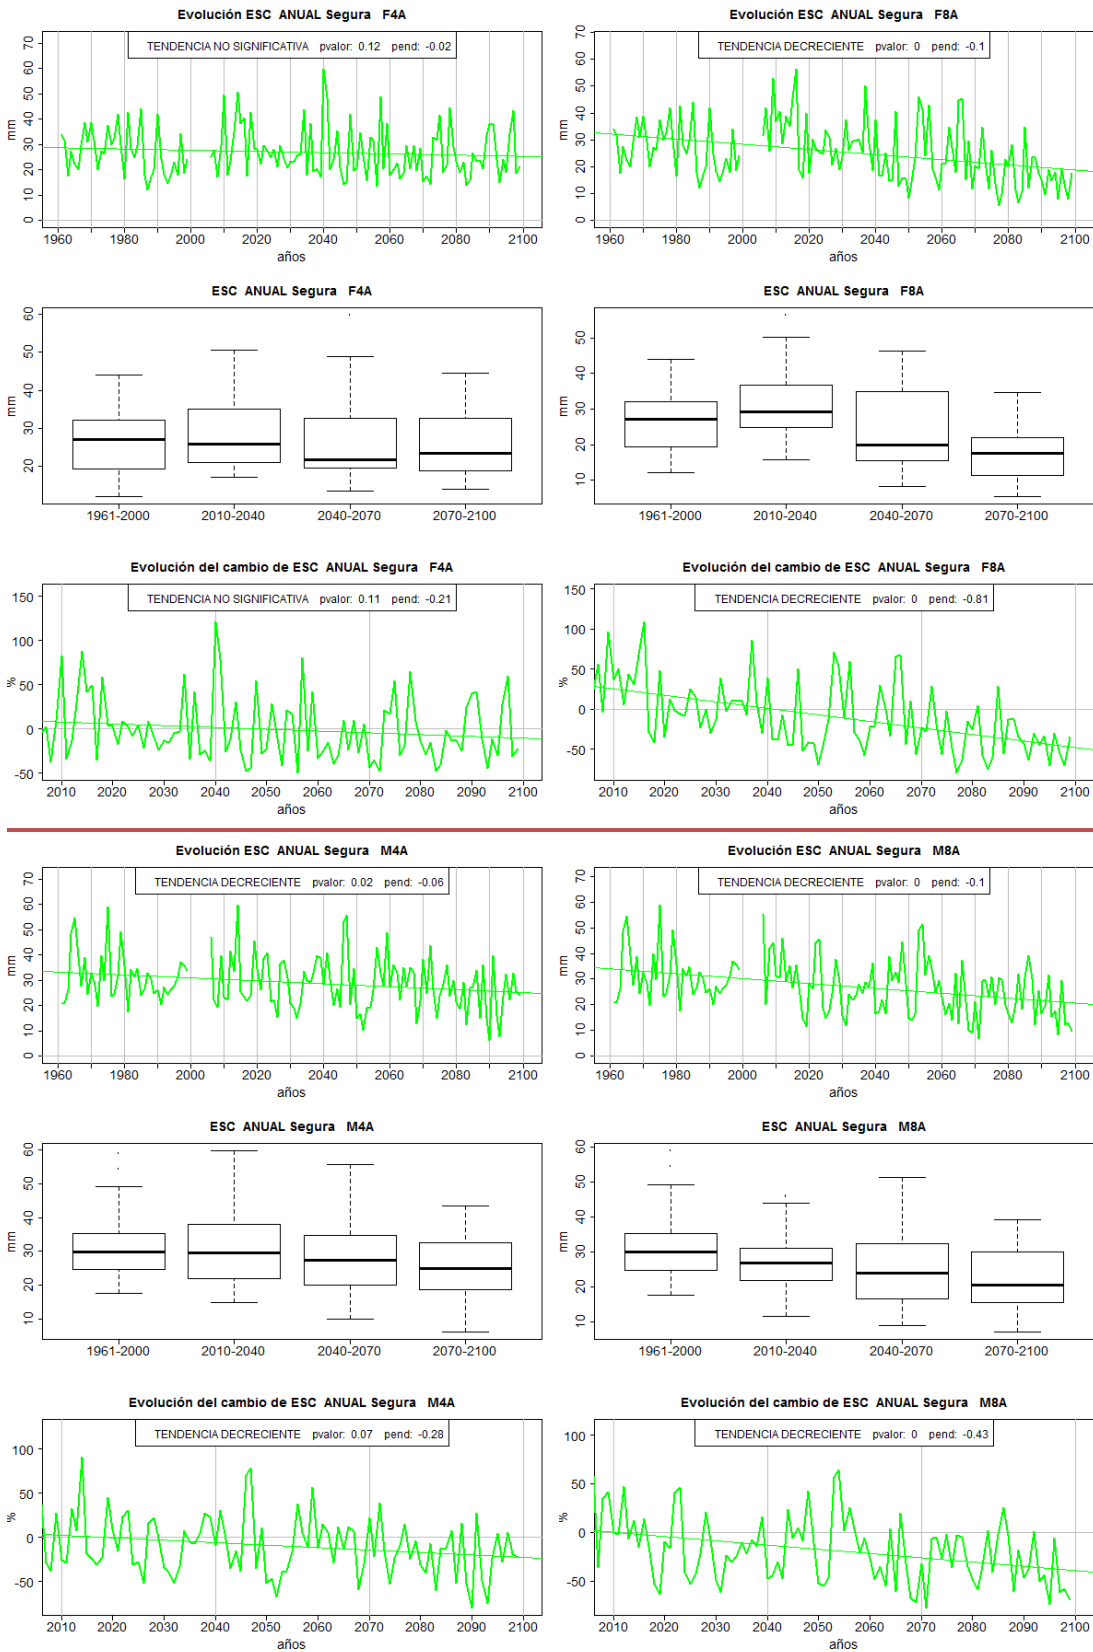 Evolución ESC ANUAL Segura F4A
TENDENCIA NO SIGNIFICATIVA pvalor: 0.12 pend: -0.02
mm
70
60
50
40
30
20
10
0
1960 1980 2000 2020 2040 2060 2080 2100
años
Evolución ESC ANUAL Segura F8A
TENDENCIA DECRECIENTE pvalor: 0 pend: -0.1
mm
70
60
50
40
30
20
10
0
1960 1980 2000 2020 2040 2060 2080 2100
años
ESC ANUAL Segura F4A
mm
60
50
40
30
20
1961-2000 2010-2040 2040-2070 2070-2100
ESC ANUAL Segura F8A
mm
50
40
30
20
10
1961-2000 2010-2040 2040-2070 2070-2100
Evolución del cambio de ESC ANUAL Segura F4A
TENDENCIA NO SIGNIFICATIVA pvalor: 0.11 pend: -0.21
%
150
100
50
0
-50
2010 2020 2030 2040 2050 2060 2070 2080 2090 2100
años
Evolución del cambio de ESC ANUAL Segura F8A
TENDENCIA DECRECIENTE pvalor: 0 pend: -0.81
%
150
100
50
0
-50
2010 2020 2030 2040 2050 2060 2070 2080 2090 2100
años
Evolución ESC ANUAL Segura M4A
TENDENCIA DECRECIENTE pvalor: 0.02 pend: -0.06
mm
70
60
50
40
30
20
10
0
1960 1980 2000 2020 2040 2060 2080 2100
años
Evolución ESC ANUAL Segura M8A
TENDENCIA DECRECIENTE pvalor: 0 pend: -0.1
mm
70
60
50
40
30
20
10
0
1960 1980 2000 2020 2040 2060 2080 2100
años
ESC ANUAL Segura M4A
mm
60
50
40
30
20
10
1961-2000 2010-2040 2040-2070 2070-2100
ESC ANUAL Segura M8A
mm
60
50
40
30
20
10
1961-2000 2010-2040 2040-2070 2070-2100
Evolución del cambio de ESC ANUAL Segura M4A
TENDENCIA DECRECIENTE pvalor: 0.07 pend: -0.28
%
100
50
0
-50
2010 2020 2030 2040 2050 2060 2070 2080 2090 2100
años
Evolución del cambio de ESC ANUAL Segura M8A
TENDENCIA DECRECIENTE pvalor: 0 pend: -0.43
%
100
50
0
-50
2010 2020 2030 2040 2050 2060 2070 2080 2090 2100
años